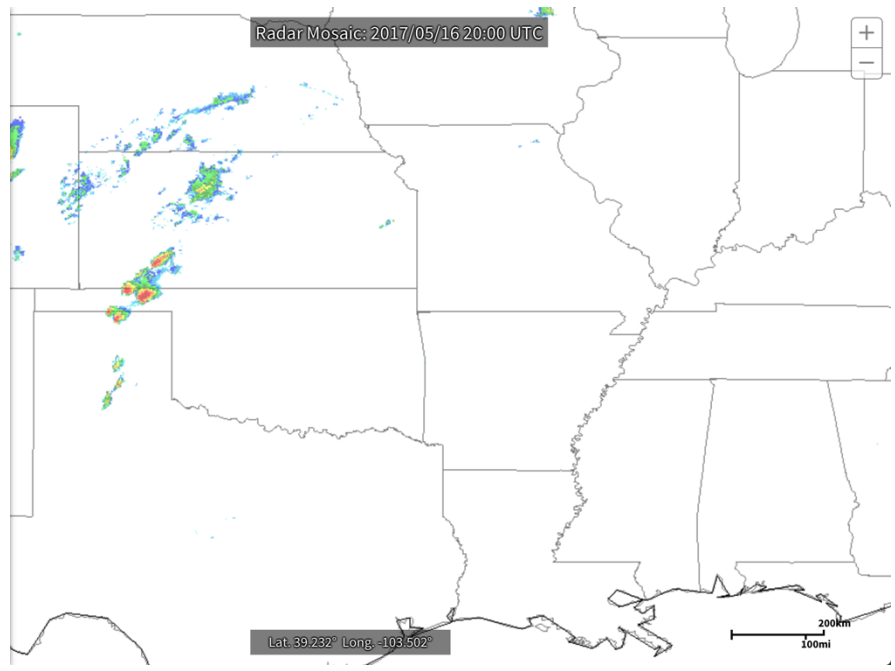 Radar Mosaic: 2017/05/16 20:00 UTC
+
−
Lat. 39.232° Long. -103.502°
200km
100mi